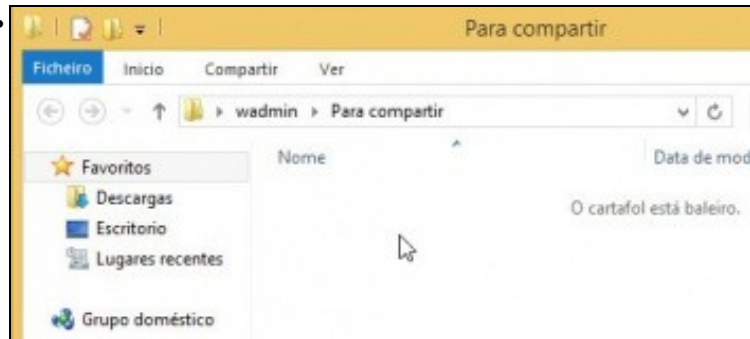 Para compartir
Ficheiro Inicio Compartir Ver
wadmin Para compartir
Favoritos
Descargas
Escritorio
Lugares recentes
Grupo doméstico
Nome Data de mod
O cartafol está baleiro.